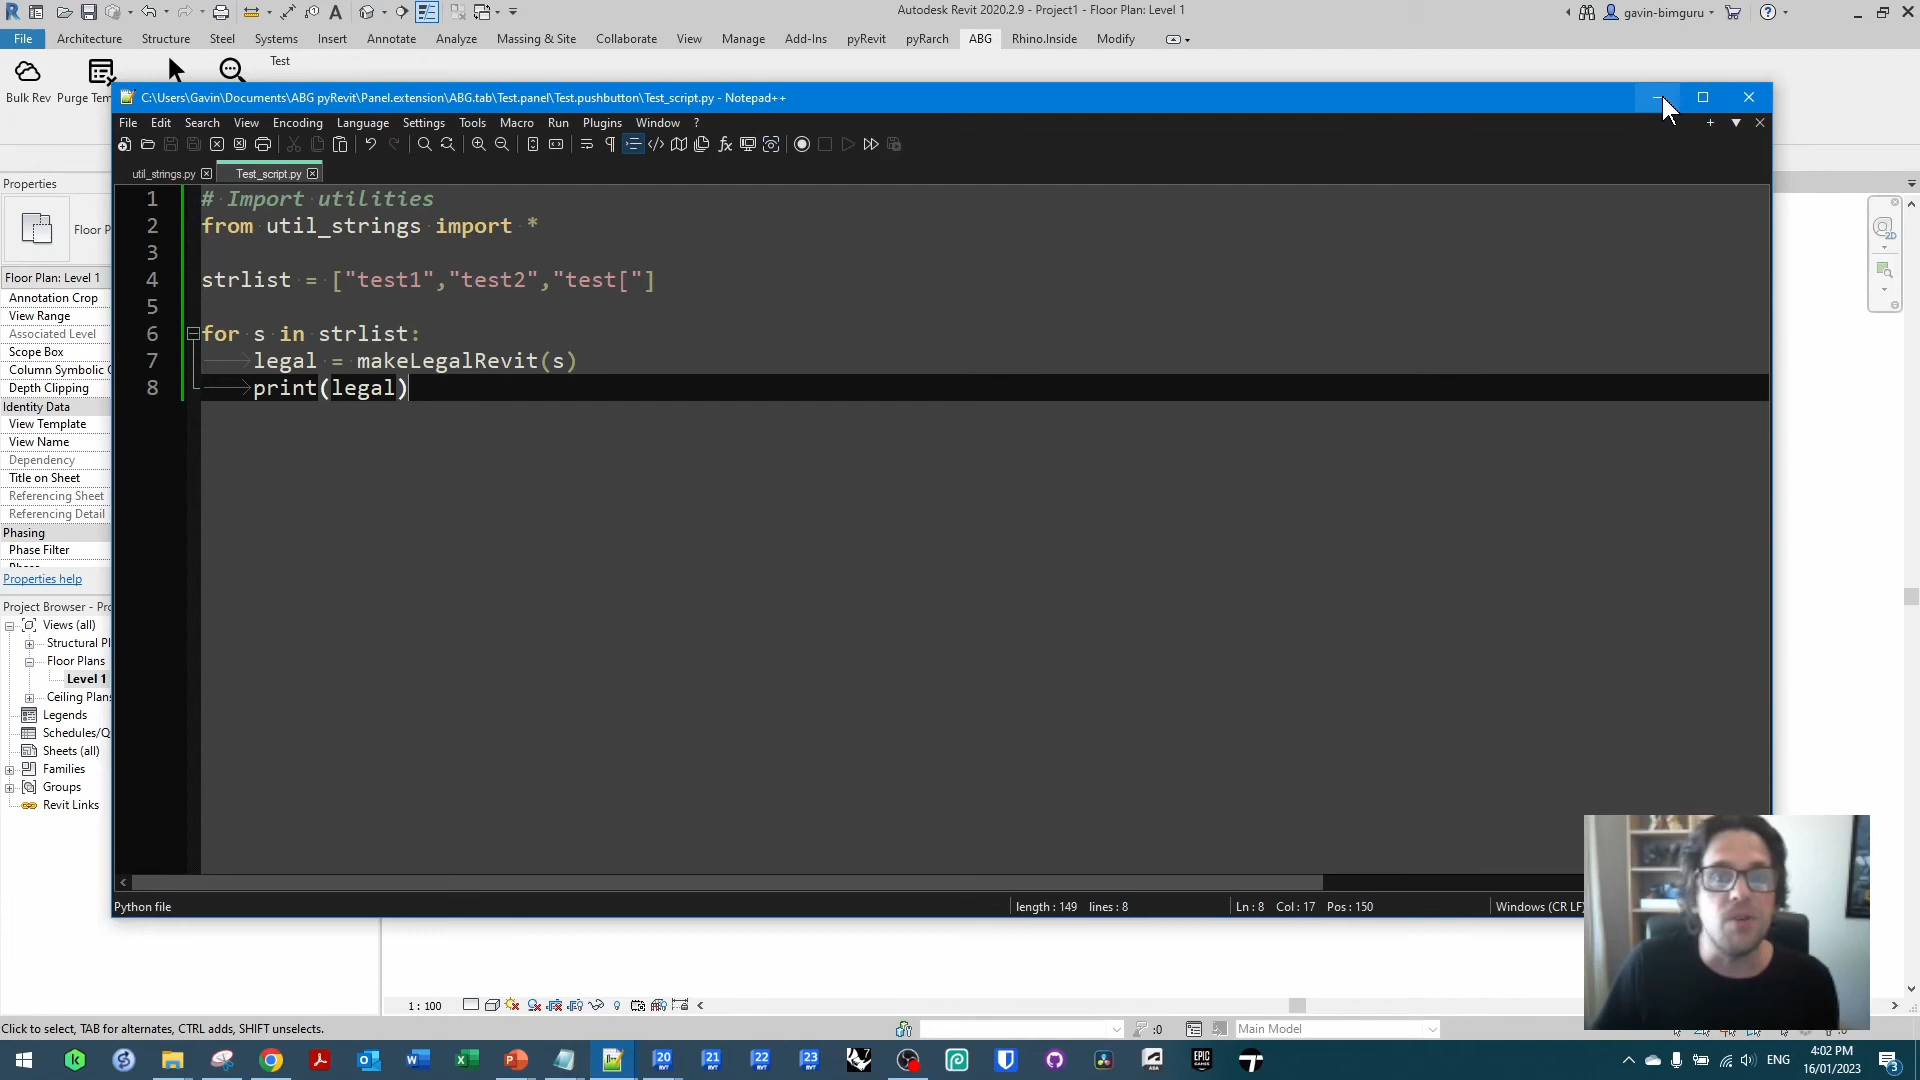 Autodesk Revit 2020.2.9 - Project1 - Floor Plan: Level 1
gavin-bimguru
File Architecture Structure Steel Systems Insert Annotate Analyze Massing & Site Collaborate View Manage Add-Ins pyRevit pyRarch ABG Rhino.Inside Modify
Test
Bulk Rev Purge Tem
C:\Users\Gavin\Documents\ABG pyRevit\Panel.extension\ABG.tab\Test.panel\Test.pushbutton\Test_script.py - Notepad++
File Edit Search View Encoding Language Settings Tools Macro Run Plugins Window ?
util_strings.py Test_script.py
1 # Import utilities
2 from util_strings import *
3
4 strlist = ["test1","test2","test["]
5
6 for s in strlist:
7 legal = makeLegalRevit(s)
8 print(legal)
Properties
Floor P
Floor Plan: Level 1
Annotation Crop
View Range
Associated Level
Scope Box
Column Symbolic
Depth Clipping
Identity Data
View Template
View Name
Dependency
Title on Sheet
Referencing Sheet
Referencing Detail
Phasing
Phase Filter
Properties help
Project Browser - Pro
Views (all)
Structural Pl
Floor Plans
Level 1
Ceiling Plans
Legends
Schedules/Q
Sheets (all)
Families
Groups
Revit Links
Python file length : 149 lines : 8 Ln : 8 Col : 17 Pos : 150 Windows (CR LF)
1 : 100
Click to select, TAB for alternates, CTRL adds, SHIFT unselects. :0 Main Model
20 21 22 23
ENG
4:02 PM
16/01/2023
3